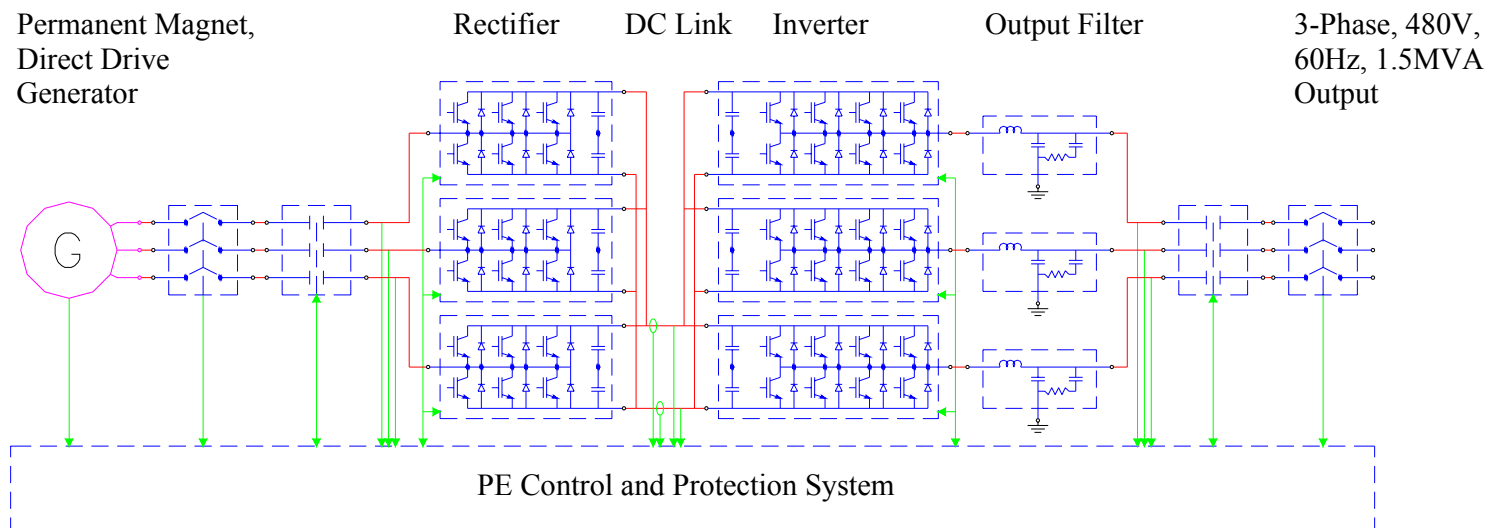 Permanent Magnet,
Direct Drive
Generator
Rectifier
DC Link
Inverter
Output Filter
3-Phase, 480V,
60Hz, 1.5MVA
Output
G
PE Control and Protection System